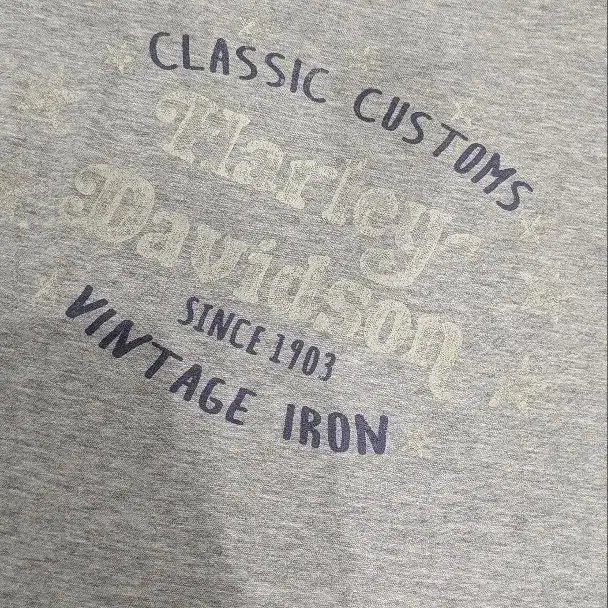 CLASSIC CUSTOMS
Harley-
Davidson
SINCE 1903
VINTAGE IRON